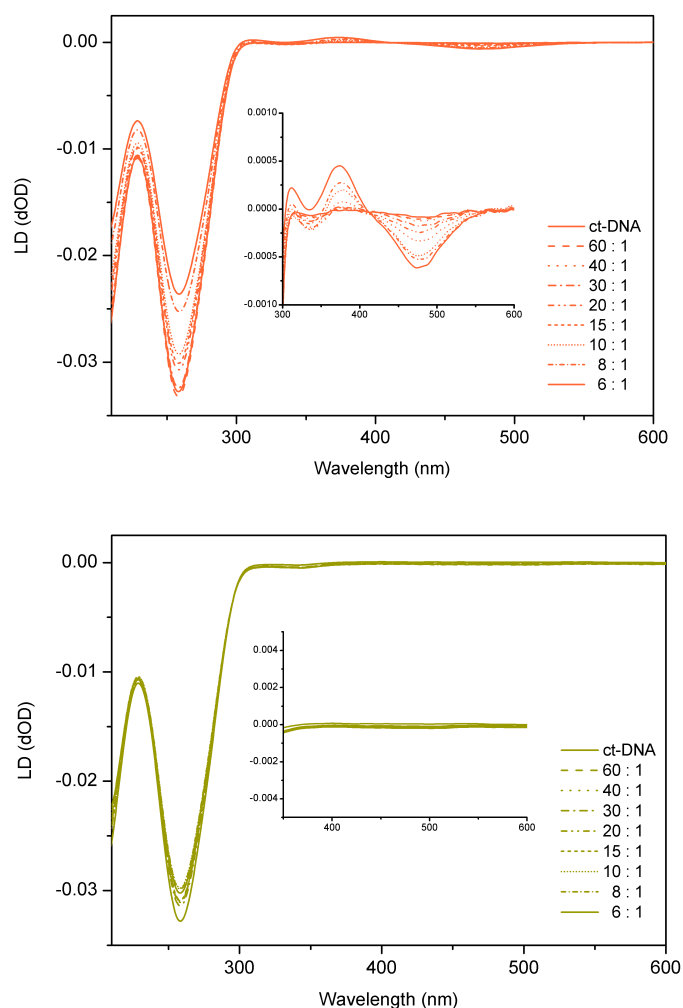 0.00
-0.01
-0.02
-0.03
LD (dOD)
300
400
500
600
Wavelength (nm)
0.0010
0.0005
0.0000
-0.0005
-0.0010
300
400
500
600
ct-DNA
60 : 1
40 : 1
30 : 1
20 : 1
15 : 1
10 : 1
8 : 1
6 : 1
0.00
-0.01
-0.02
-0.03
LD (dOD)
300
400
500
600
Wavelength (nm)
0.004
0.002
0.000
-0.002
-0.004
400
500
600
ct-DNA
60 : 1
40 : 1
30 : 1
20 : 1
15 : 1
10 : 1
8 : 1
6 : 1